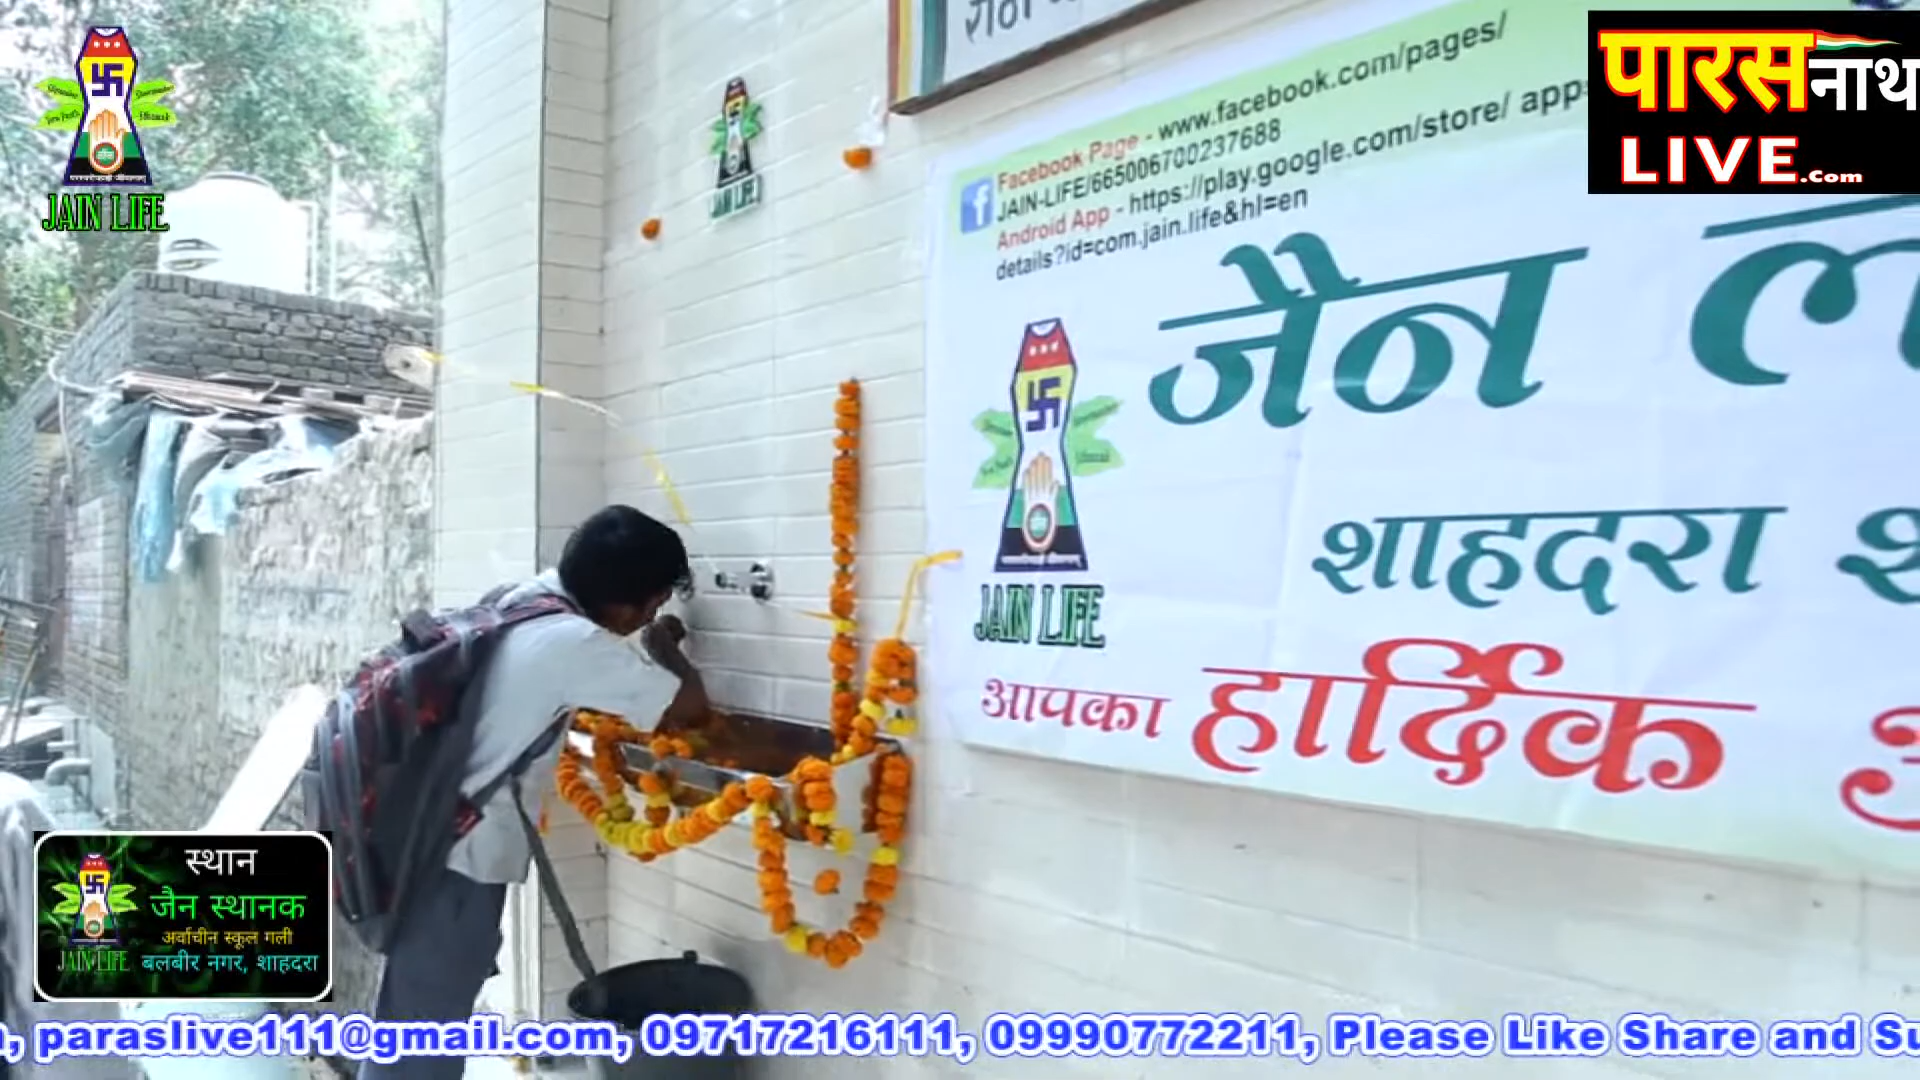 JAIN LIFE
पारसनाथ
LIVE.com
JAIN LIFE
Facebook Page - www.facebook.com/pages/
JAIN-LIFE/665006700237688
Android App - https://play.google.com/store/ apps
details?id=com.jain.life&hl=en
जैन
JAIN LIFE
शाहदरा
आपका हार्दिक
स्थान
जैन स्थानक
अर्वाचीन स्कूल गली
बलबीर नगर, शाहदरा
JAIN LIFE
paraslive111@gmail.com, 09717216111, 09990772211, Please Like Share and Su